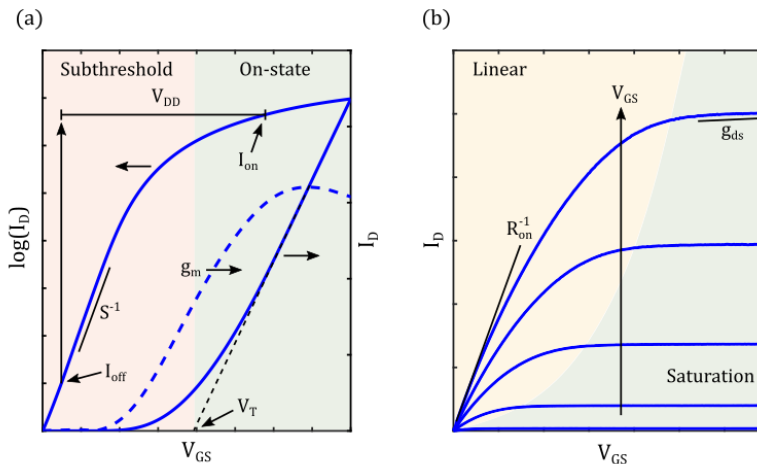 (a)
Subthreshold
On-state
V_DD
I_on
log(I_D)
g_m
S^-1
I_off
V_T
I_D
V_GS
(b)
Linear
V_GS
g_ds
R_on^-1
I_D
Saturation
V_GS